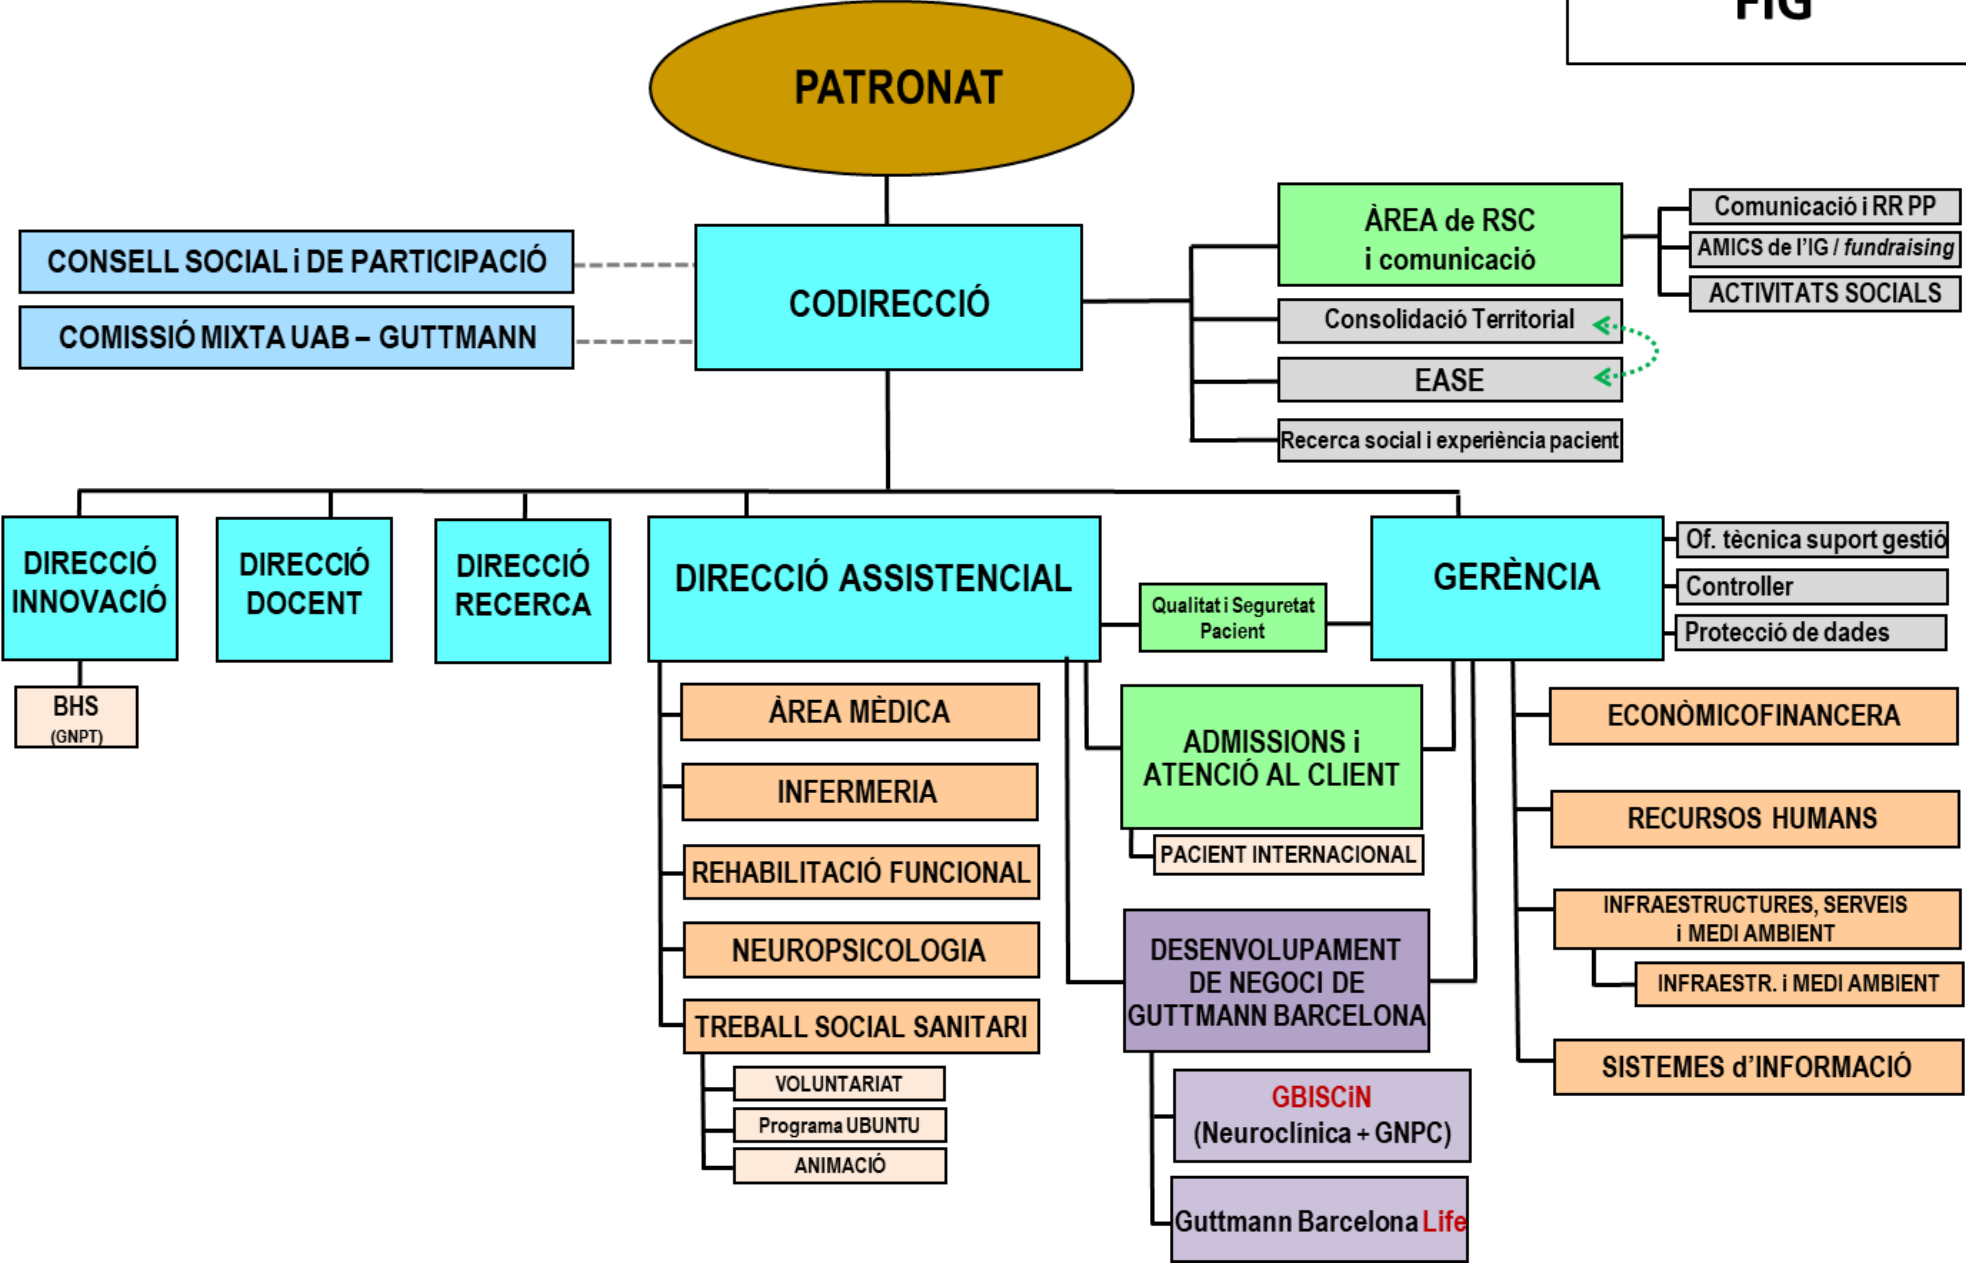 FIG
PATRONAT
CONSELL SOCIAL i DE PARTICIPACIÓ
COMISSIÓ MIXTA UAB – GUTTMANN
CODIRECCIÓ
ÀREA de RSC
i comunicació
Comunicació i RR PP
AMICS de l'IG / fundraising
ACTIVITATS SOCIALS
Consolidació Territorial
EASE
Recerca social i experiència pacient
DIRECCIÓ
INNOVACIÓ
BHS
(GNPT)
DIRECCIÓ
DOCENT
DIRECCIÓ
RECERCA
DIRECCIÓ ASSISTENCIAL
Qualitat i Seguretat
Pacient
GERÈNCIA
Of. tècnica suport gestió
Controller
Protecció de dades
ÀREA MÈDICA
INFERMERIA
REHABILITACIÓ FUNCIONAL
NEUROPSICOLOGIA
TREBALL SOCIAL SANITARI
VOLUNTARIAT
Programa UBUNTU
ANIMACIÓ
ADMISSIONS i
ATENCIÓ AL CLIENT
PACIENT INTERNACIONAL
DESENVOLUPAMENT
DE NEGOCI DE
GUTTMANN BARCELONA
GBISCiN
(Neuroclínica + GNPC)
Guttmann Barcelona Life
ECONÒMICOFINANCERA
RECURSOS HUMANS
INFRAESTRUCTURES, SERVEIS
i MEDI AMBIENT
INFRAESTR. i MEDI AMBIENT
SISTEMES d'INFORMACIÓ